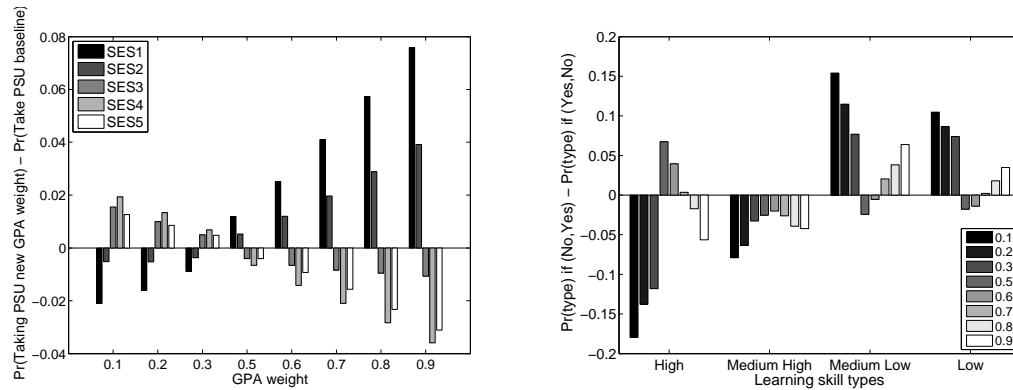 Pr(Taking PSU new GPA weight) − Pr(Take PSU baseline)
0.08
0.06
0.04
0.02
0
−0.02
−0.04
SES1
SES2
SES3
SES4
SES5
0.1 0.2 0.3 0.5 0.6 0.7 0.8 0.9
GPA weight
Pr(type) if (No,Yes) − Pr(type) if (Yes,No)
0.2
0.15
0.1
0.05
0
−0.05
−0.1
−0.15
−0.2
0.1
0.2
0.3
0.5
0.6
0.7
0.8
0.9
High Medium High Medium Low Low
Learning skill types